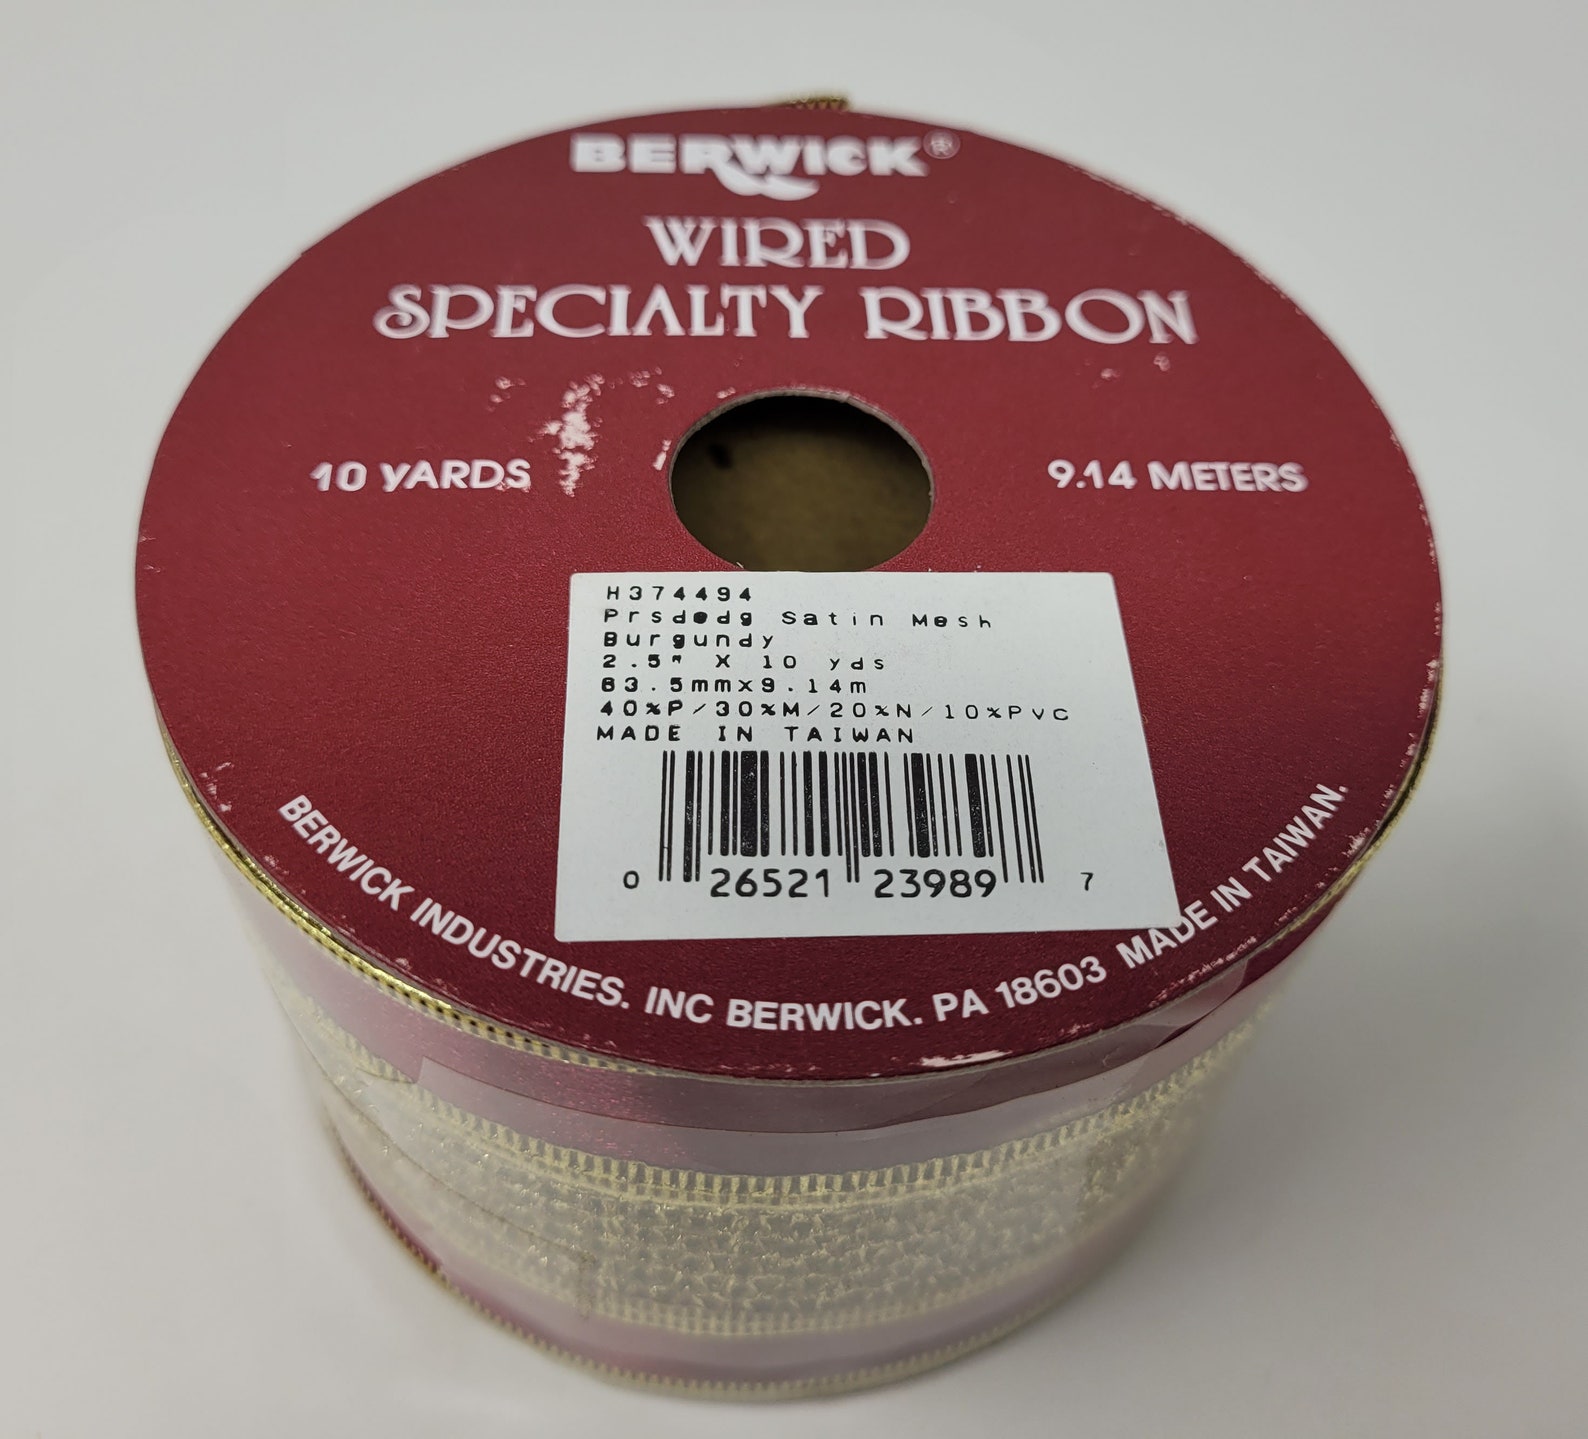 BERWICK®
WIRED
SPECIALTY RIBBON
10 YARDS
9.14 METERS
H374494
Prsdedg Satin Mesh
Burgundy
2.5" X 10 yds
63.5mmx9.14m
40%P/30%M/20%N/10%PVC
MADE IN TAIWAN
0 26521 23989 7
BERWICK INDUSTRIES. INC BERWICK. PA 18603 MADE IN TAIWAN.